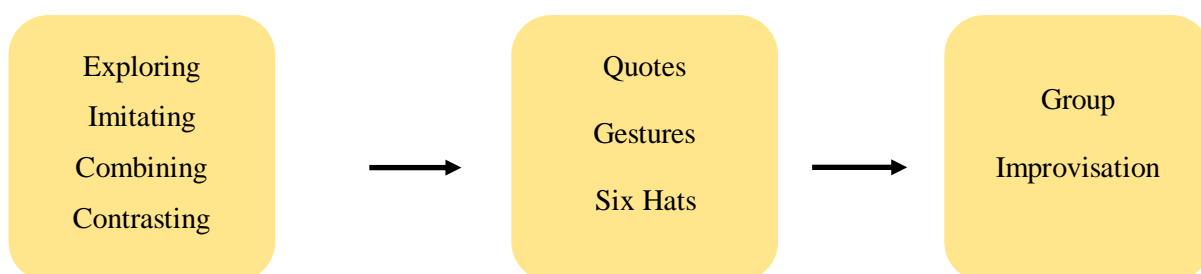 Exploring
Imitating
Combining
Contrasting
Quotes
Gestures
Six Hats
Group
Improvisation